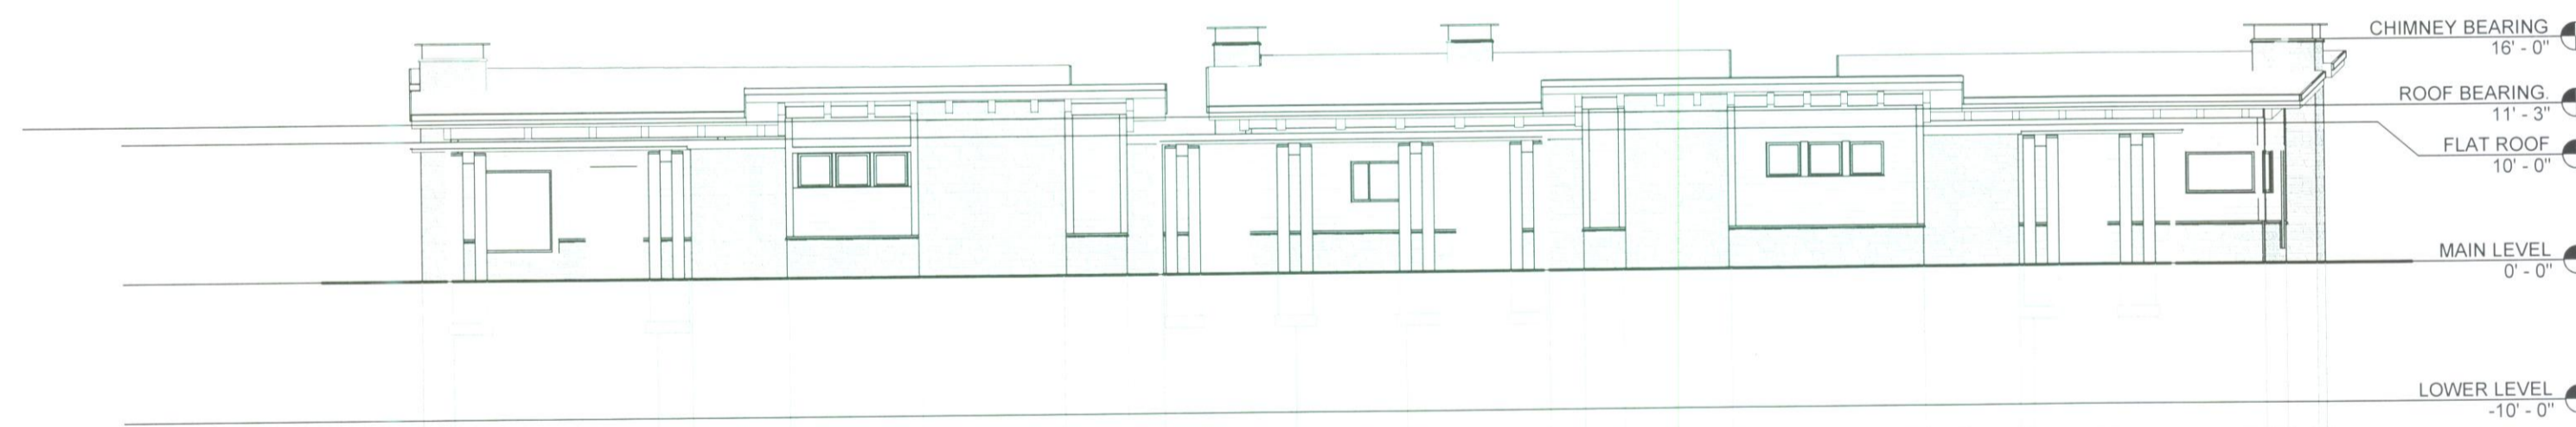 CHIMNEY BEARING
16' - 0"
ROOF BEARING.
11' - 3"
FLAT ROOF
10' - 0"
MAIN LEVEL
0' - 0"
LOWER LEVEL
-10' - 0"